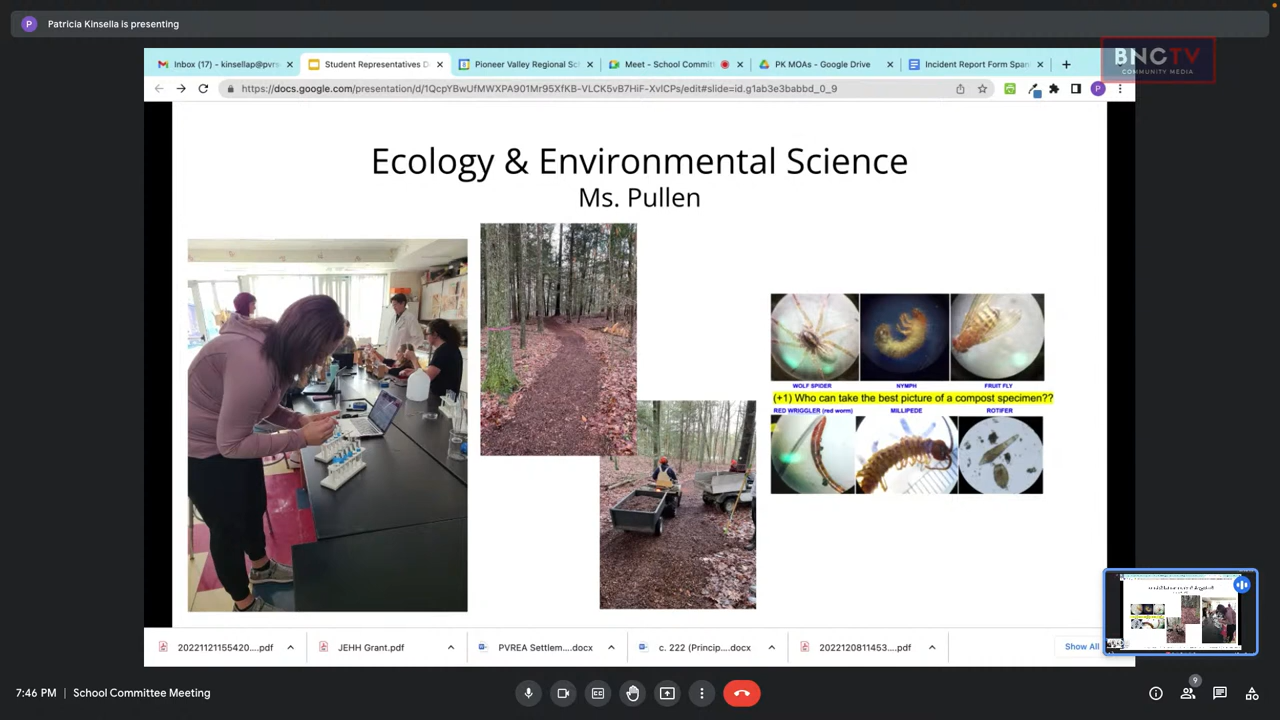 P Patricia Kinsella is presenting
BNCTV
COMMUNITY MEDIA
Inbox (17) - kinsellap@pvrs
Student Representatives D
Pioneer Valley Regional Sc
Meet - School Committ
PK MOAs - Google Drive
Incident Report Form Span
https://docs.google.com/presentation/d/1QcpYBwUfMWXPA901Mr95XfKB-VLCK5vB7HiF-XvlCPs/edit#slide=id.g1ab3e3babbd_0_9
P
Ecology & Environmental Science
Ms. Pullen
WOLF SPIDER NYMPH FRUIT FLY
(+1) Who can take the best picture of a compost specimen??
RED WRIGGLER (red worm) MILLIPEDE ROTIFER
20221121155420....pdf
JEHH Grant.pdf
PVREA Settlem....docx
c. 222 (Princip....docx
2022120811453....pdf
Show All
7:46 PM | School Committee Meeting
9